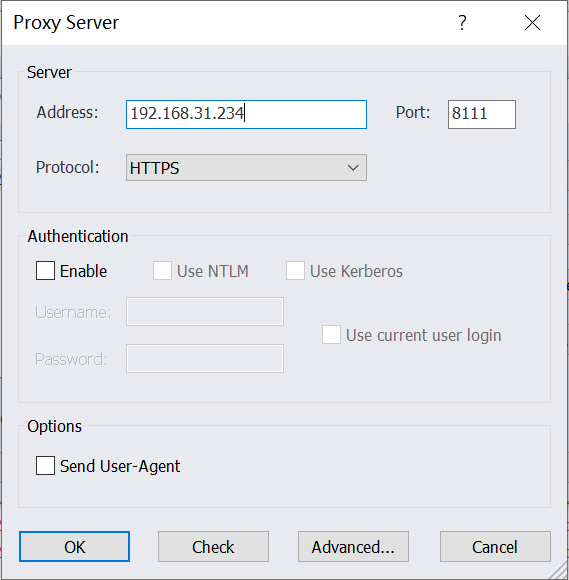 Proxy Server ?
Server
Address: 192.168.31.234 Port: 8111
Protocol: HTTPS
Authentication
Enable Use NTLM Use Kerberos
Username:
Use current user login
Password:
Options
Send User-Agent
OK Check Advanced... Cancel